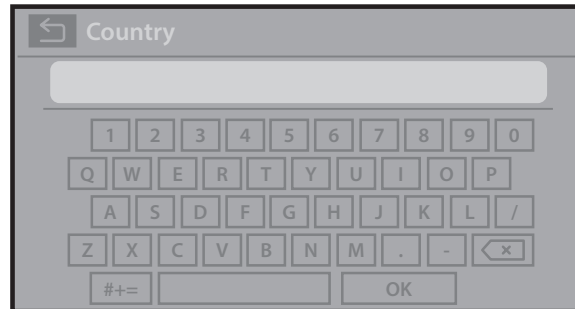 Country
1 2 3 4 5 6 7 8 9 0
Q W E R T Y U I O P
A S D F G H J K L /
Z X C V B N M . - ×
#+= OK